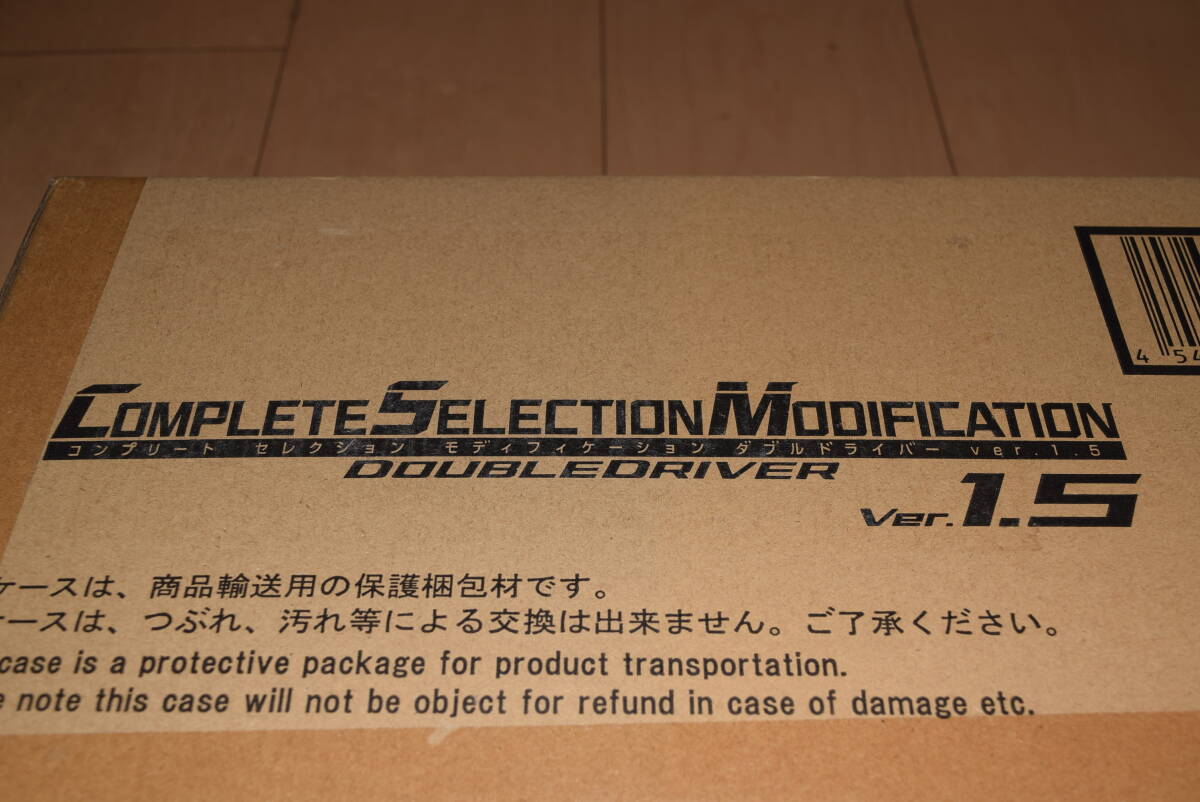 4 54
COMPLETE SELECTION MODIFICATION
コンプリート セレクション モディフィケーション ダブルドライバー ver.1.5
DOUBLEDRIVER
Ver.1.5
ケースは、商品輸送用の保護梱包材です。
ケースは、つぶれ、汚れ等による交換は出来ません。ご了承ください。
case is a protective package for product transportation.
e note this case will not be object for refund in case of damage etc.